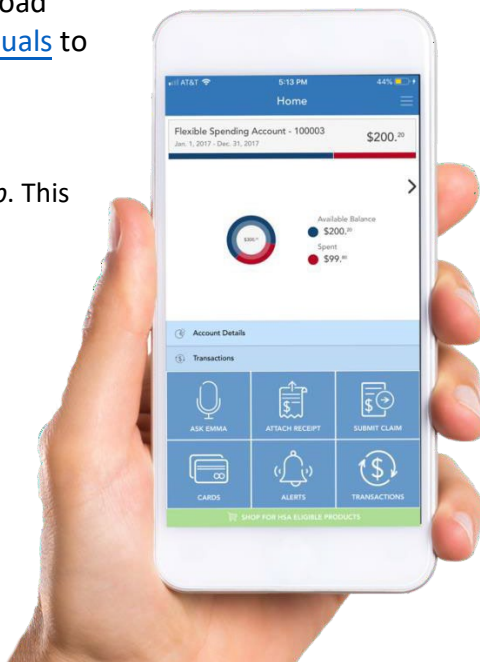 oad
uals to
p. This
AT&T 5:13 PM 44%
Home
Flexible Spending Account - 100003 $200.20
Jan. 1, 2017 - Dec. 31, 2017
Available Balance
$200.20
Spent
Account Details
Transactions
ASK EMMA ATTACH RECEIPT SUBMIT CLAIM
CARDS ALERTS TRANSACTIONS
SHOP FOR HSA ELIGIBLE PRODUCTS